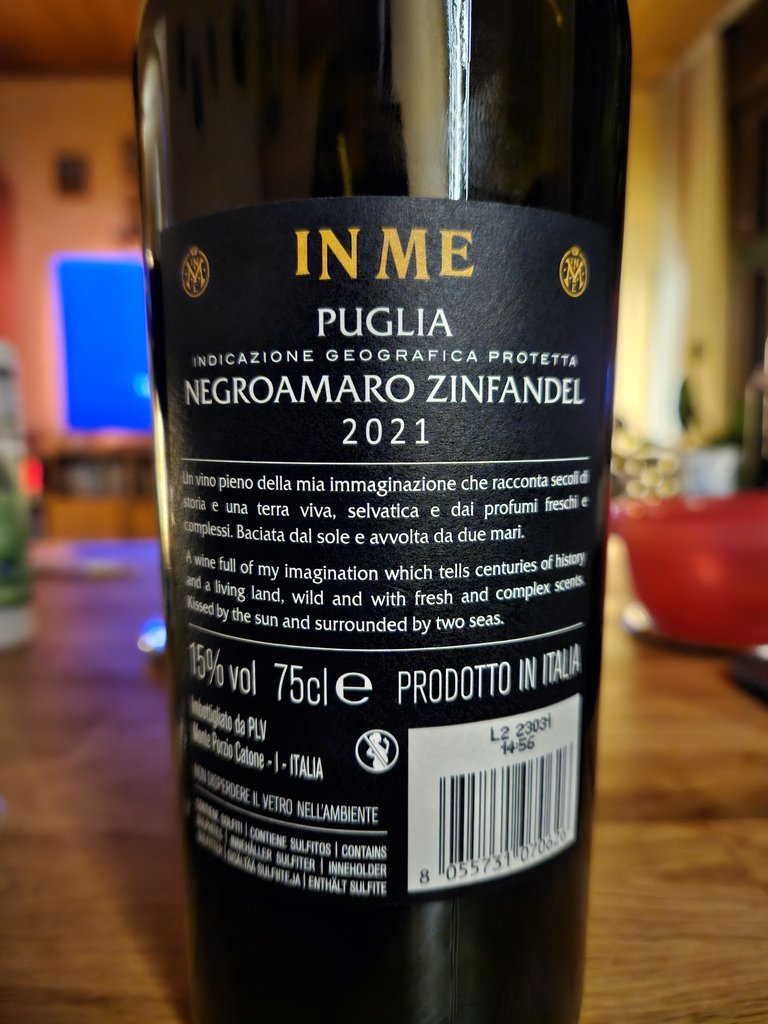 IN ME
PUGLIA
INDICAZIONE GEOGRAFICA PROTETTA
NEGROAMARO ZINFANDEL
2021
Un vino pieno della mia immaginazione che racconta secoli di
storia e una terra viva, selvatica e dai profumi freschi e
complessi. Baciata dal sole e avvolta da due mari.
A wine full of my imagination which tells centuries of history
and a living land, wild and with fresh and complex scents.
Kissed by the sun and surrounded by two seas.
15% vol 75cl e PRODOTTO IN ITALIA
Imbottigliato da PLV
Monte Porzio Catone - I - ITALIA
NON DISPERDERE IL VETRO NELL'AMBIENTE
SOLFITI | CONTIENE SULFITOS | CONTAINS
| INNEHÅLLER SULFITER | INNEHOLDER
SULFIITTEJA | ENTHÄLT SULFITE
L2 23031
14:56
8 055731 070626